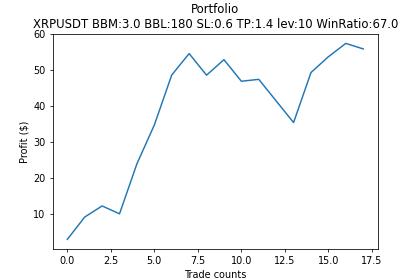 Portfolio
XRPUSDT BBM:3.0 BBL:180 SL:0.6 TP:1.4 lev:10 WinRatio:67.0
Profit ($)
60
50
40
30
20
10
0.0 2.5 5.0 7.5 10.0 12.5 15.0 17.5
Trade counts